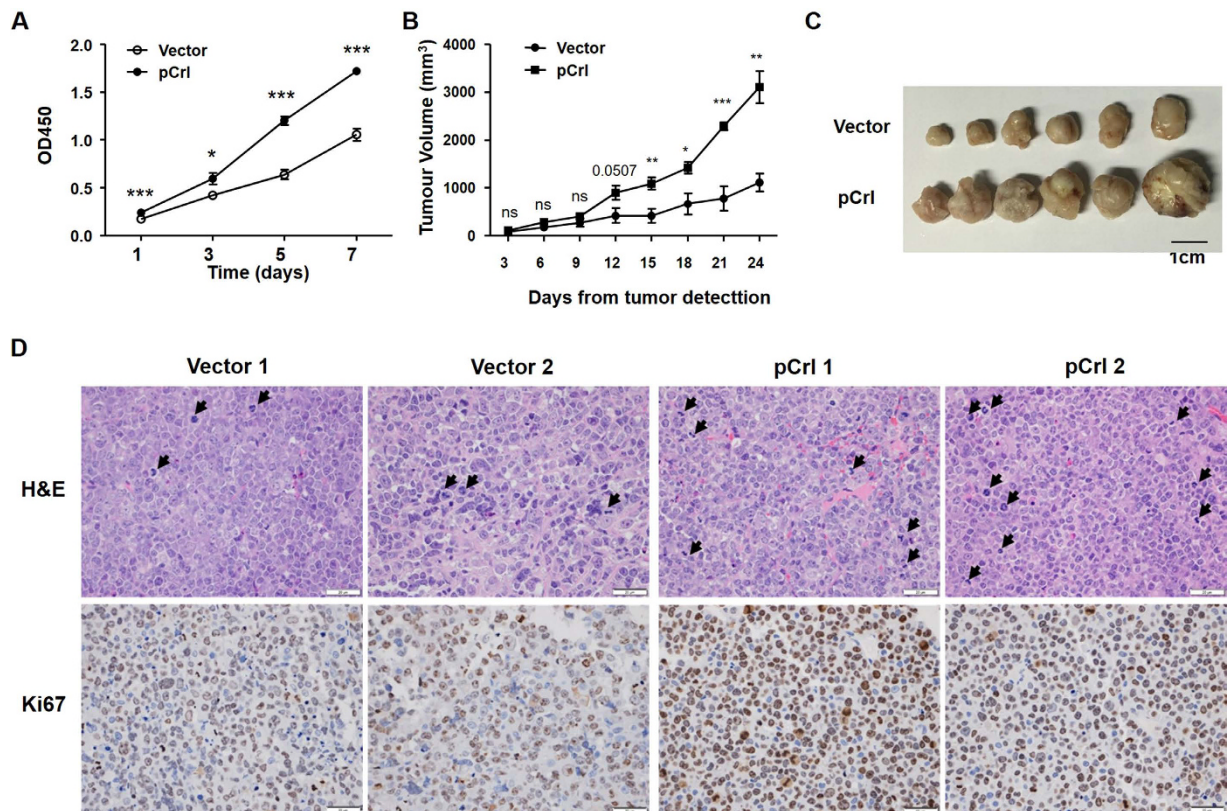 A
2.0
1.5
1.0
0.5
0.0
OD450
Vector
pCrl
***
*
***
***
1
3
5
7
Time (days)
B
4000
3000
2000
1000
0
Tumour Volume (mm³)
Vector
pCrl
ns
ns
ns
0.0507
**
*
***
**
3
6
9
12
15
18
21
24
Days from tumor detecttion
C
Vector
pCrl
1cm
D
Vector 1
Vector 2
pCrl 1
pCrl 2
H&E
Ki67